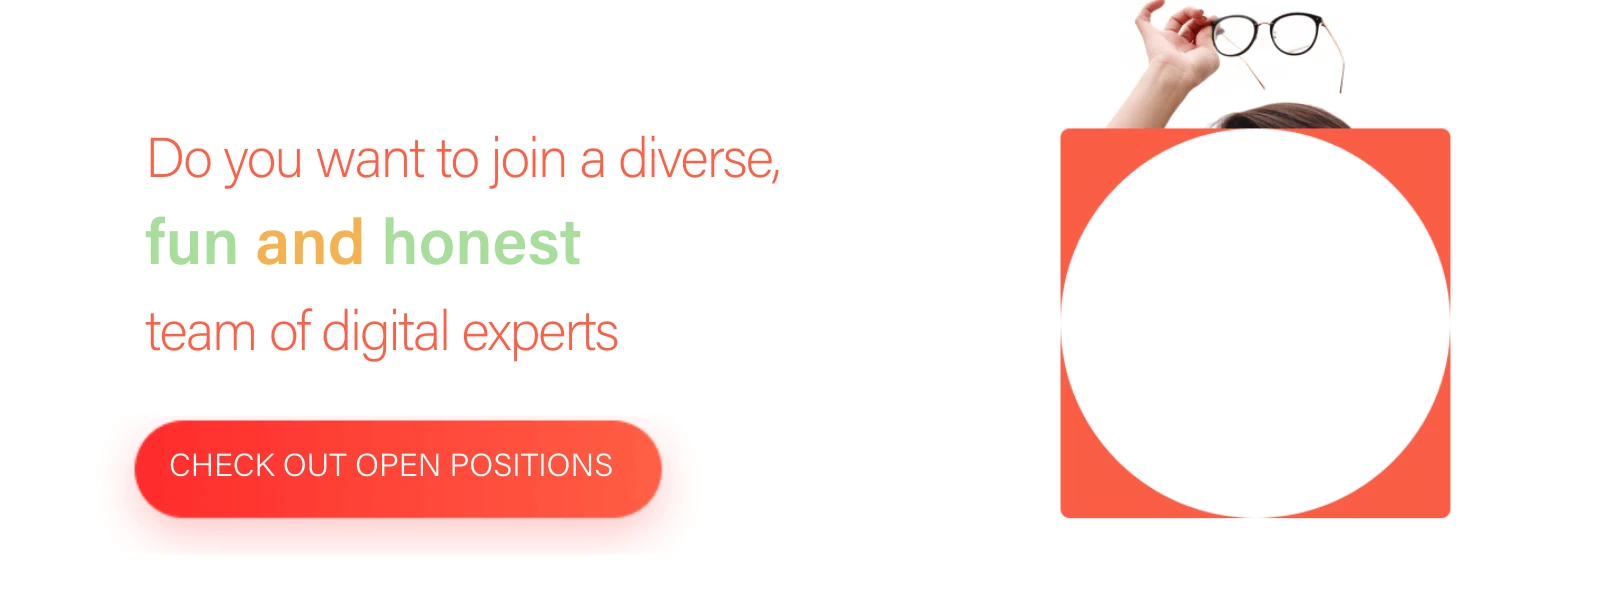 Do you want to join a diverse,
fun and honest
team of digital experts
CHECK OUT OPEN POSITIONS